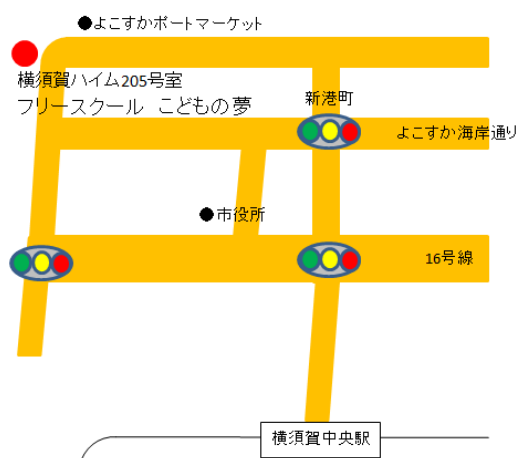 ●よこすかポートマーケット
横須賀ハイム205号室
フリースクール　こどもの夢
新港町
よこすか海岸通り
●市役所
16号線
横須賀中央駅